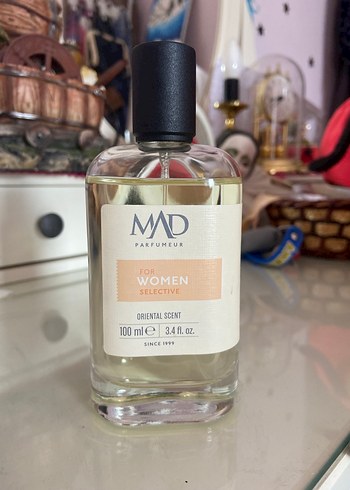 MAD
PARFUMEUR
FOR
WOMEN
SELECTIVE
ORIENTAL SCENT
100 ml ℮ 3.4 fl. oz.
SINCE 1999